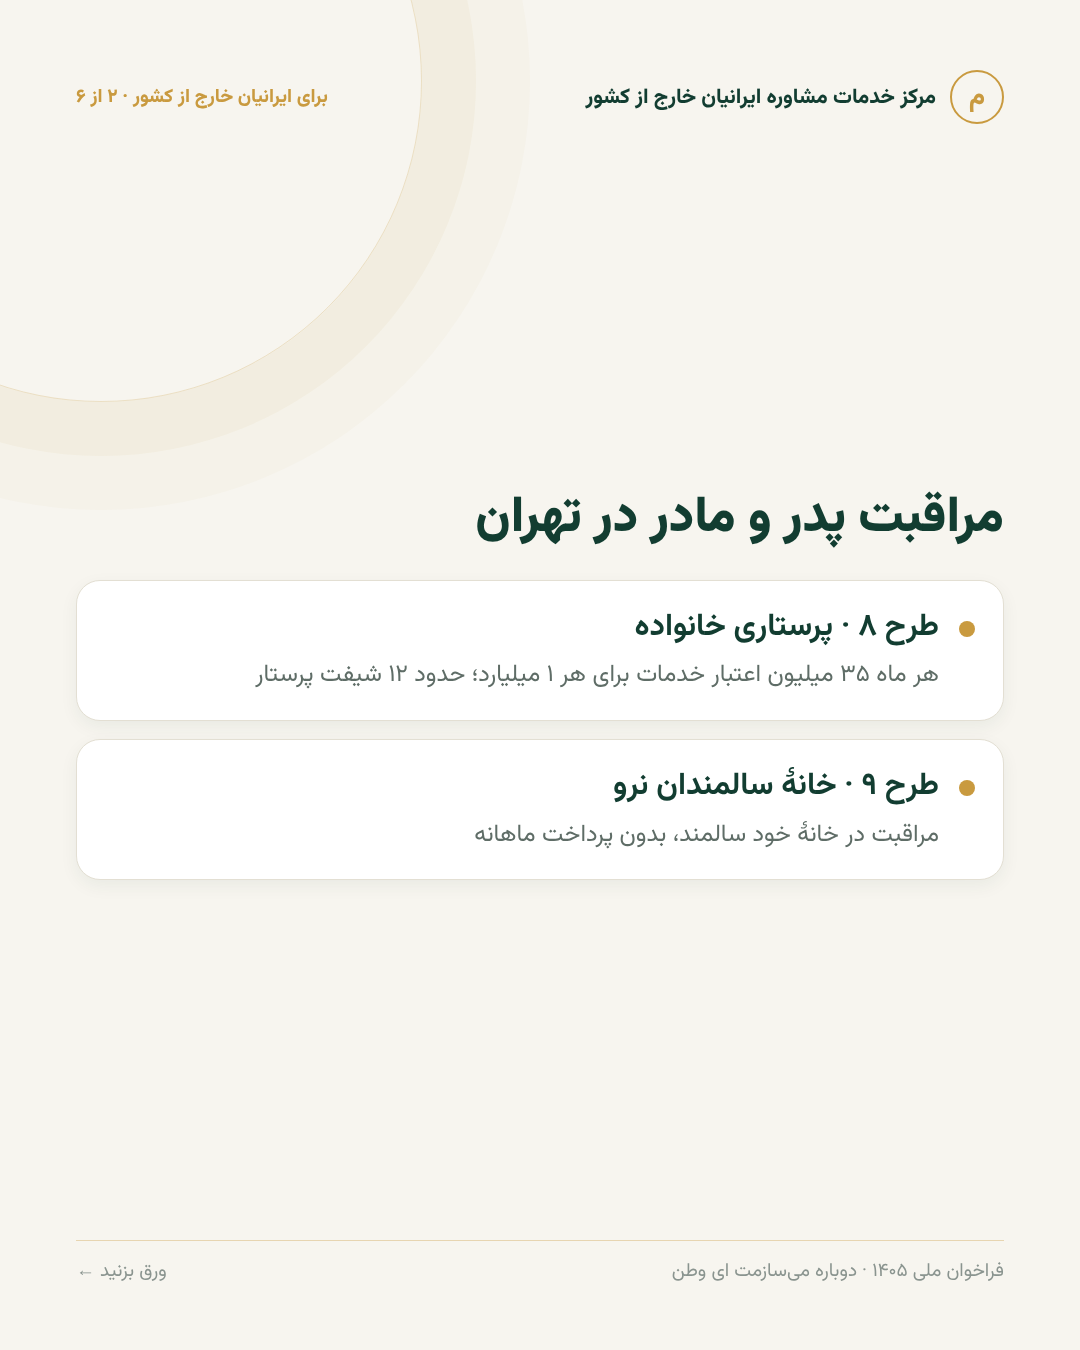 م
مرکز خدمات مشاوره ایرانیان خارج از کشور
برای ایرانیان خارج از کشور · ۲ از ۶
مراقبت پدر و مادر در تهران
طرح ۸ · پرستاری خانواده
هر ماه ۳۵ میلیون اعتبار خدمات برای هر ۱ میلیارد؛ حدود ۱۲ شیفت پرستار
طرح ۹ · خانهٔ سالمندان نرو
مراقبت در خانهٔ خود سالمند، بدون پرداخت ماهانه
فراخوان ملی ۱۴۰۵ · دوباره می‌سازمت ای وطن
ورق بزنید ←